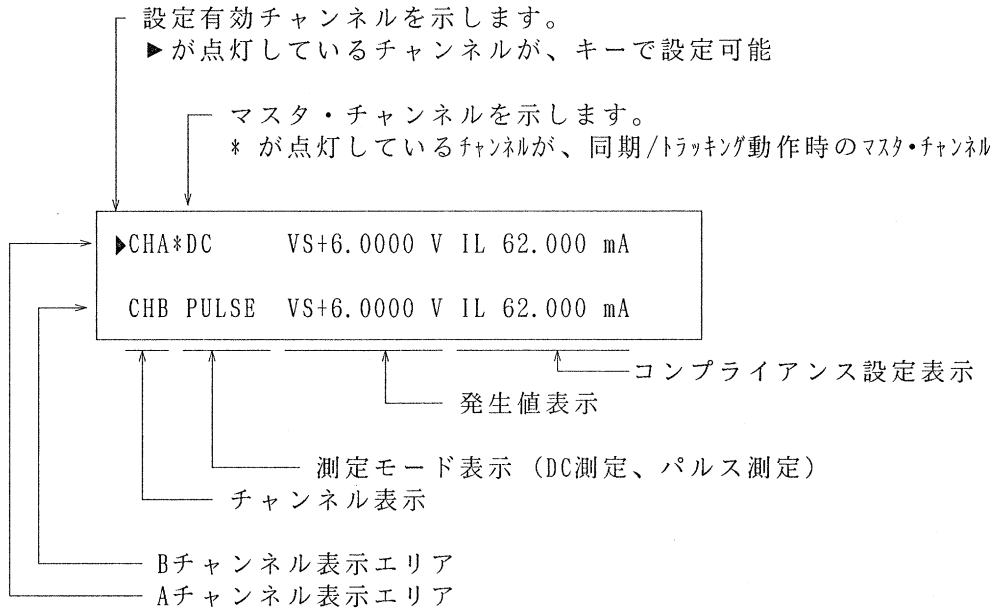 設定有効チャンネルを示します。
▶が点灯しているチャンネルが、キーで設定可能
マスタ・チャンネルを示します。
* が点灯しているﾁｬﾝﾈﾙが、同期/ﾄﾗｯｷﾝｸﾞ動作時のﾏｽﾀ・ﾁｬﾝﾈﾙ
▶CHA*DC VS+6.0000 V IL 62.000 mA
CHB PULSE VS+6.0000 V IL 62.000 mA
コンプライアンス設定表示
発生値表示
測定モード表示（DC測定、パルス測定）
チャンネル表示
Bチャンネル表示エリア
Aチャンネル表示エリア